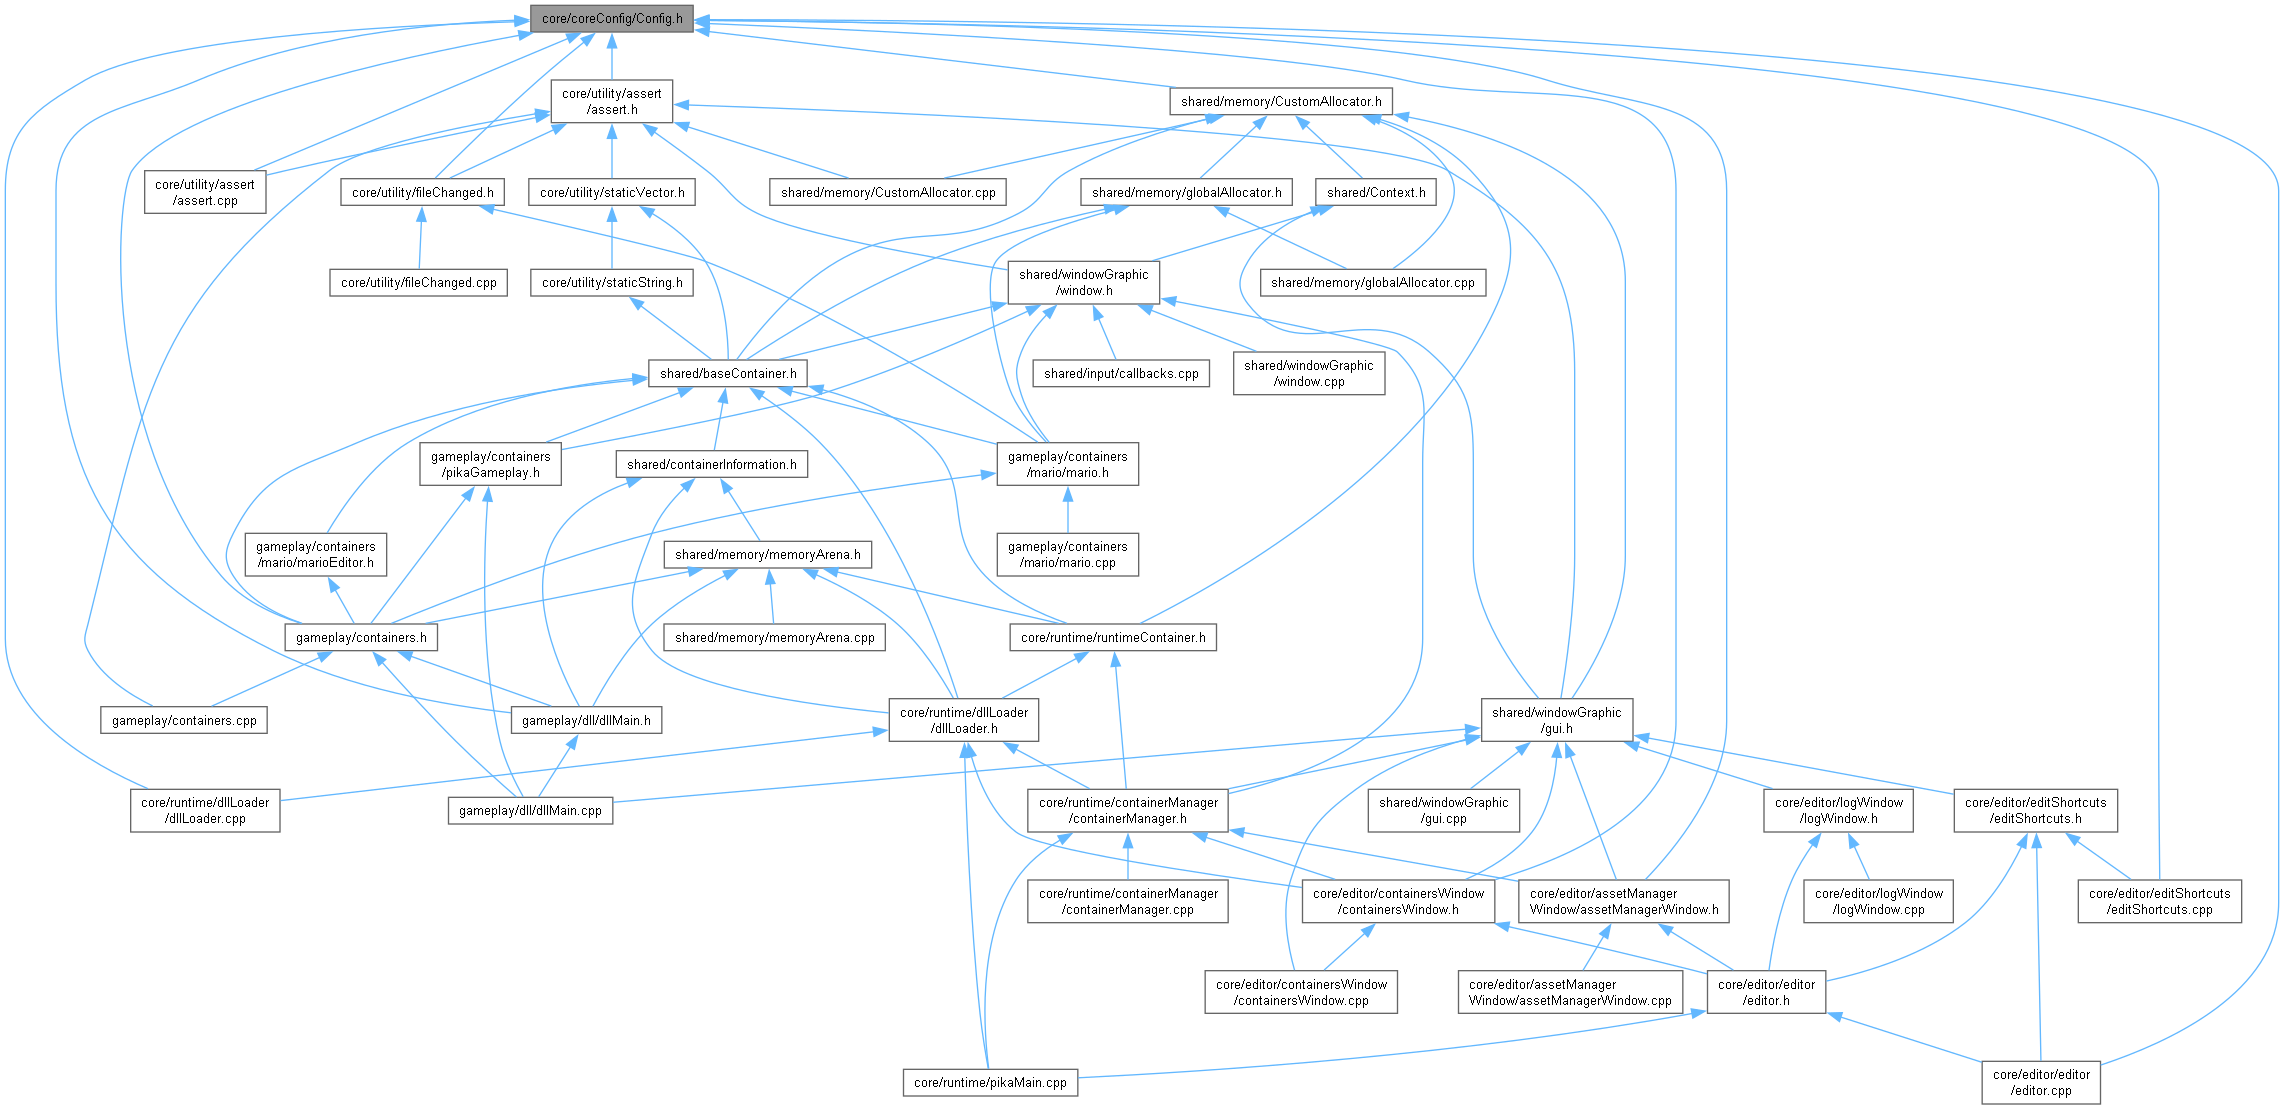 core/coreConfig/Config.h
core/utility/assert
/assert.h
shared/memory/CustomAllocator.h
core/utility/assert
/assert.cpp
core/utility/fileChanged.h
core/utility/staticVector.h
shared/memory/CustomAllocator.cpp
shared/memory/globalAllocator.h
shared/Context.h
core/utility/fileChanged.cpp
core/utility/staticString.h
shared/windowGraphic
/window.h
shared/memory/globalAllocator.cpp
shared/baseContainer.h
shared/input/callbacks.cpp
shared/windowGraphic
/window.cpp
gameplay/containers
/pikaGameplay.h
shared/containerInformation.h
gameplay/containers
/mario/mario.h
gameplay/containers
/mario/marioEditor.h
shared/memory/memoryArena.h
gameplay/containers
/mario/mario.cpp
gameplay/containers.h
shared/memory/memoryArena.cpp
core/runtime/runtimeContainer.h
gameplay/containers.cpp
gameplay/dll/dllMain.h
core/runtime/dllLoader
/dllLoader.h
shared/windowGraphic
/gui.h
core/runtime/dllLoader
/dllLoader.cpp
gameplay/dll/dllMain.cpp
core/runtime/containerManager
/containerManager.h
shared/windowGraphic
/gui.cpp
core/editor/logWindow
/logWindow.h
core/editor/editShortcuts
/editShortcuts.h
core/runtime/containerManager
/containerManager.cpp
core/editor/containersWindow
/containersWindow.h
core/editor/assetManager
Window/assetManagerWindow.h
core/editor/logWindow
/logWindow.cpp
core/editor/editShortcuts
/editShortcuts.cpp
core/editor/containersWindow
/containersWindow.cpp
core/editor/assetManager
Window/assetManagerWindow.cpp
core/editor/editor
/editor.h
core/runtime/pikaMain.cpp
core/editor/editor
/editor.cpp